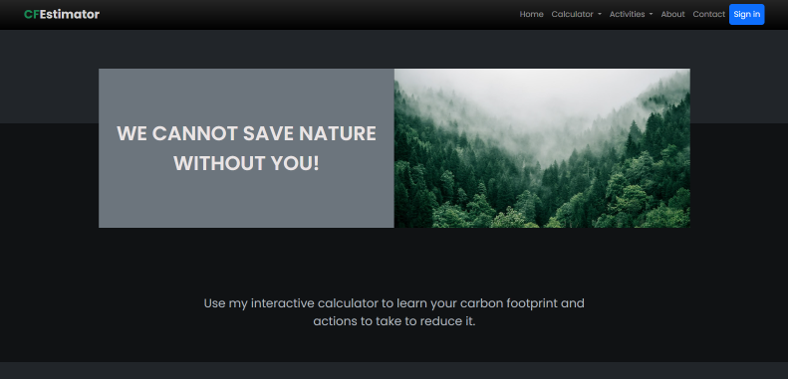 CFEstimator
Home Calculator Activities About Contact Sign in
WE CANNOT SAVE NATURE
WITHOUT YOU!
Use my interactive calculator to learn your carbon footprint and
actions to take to reduce it.